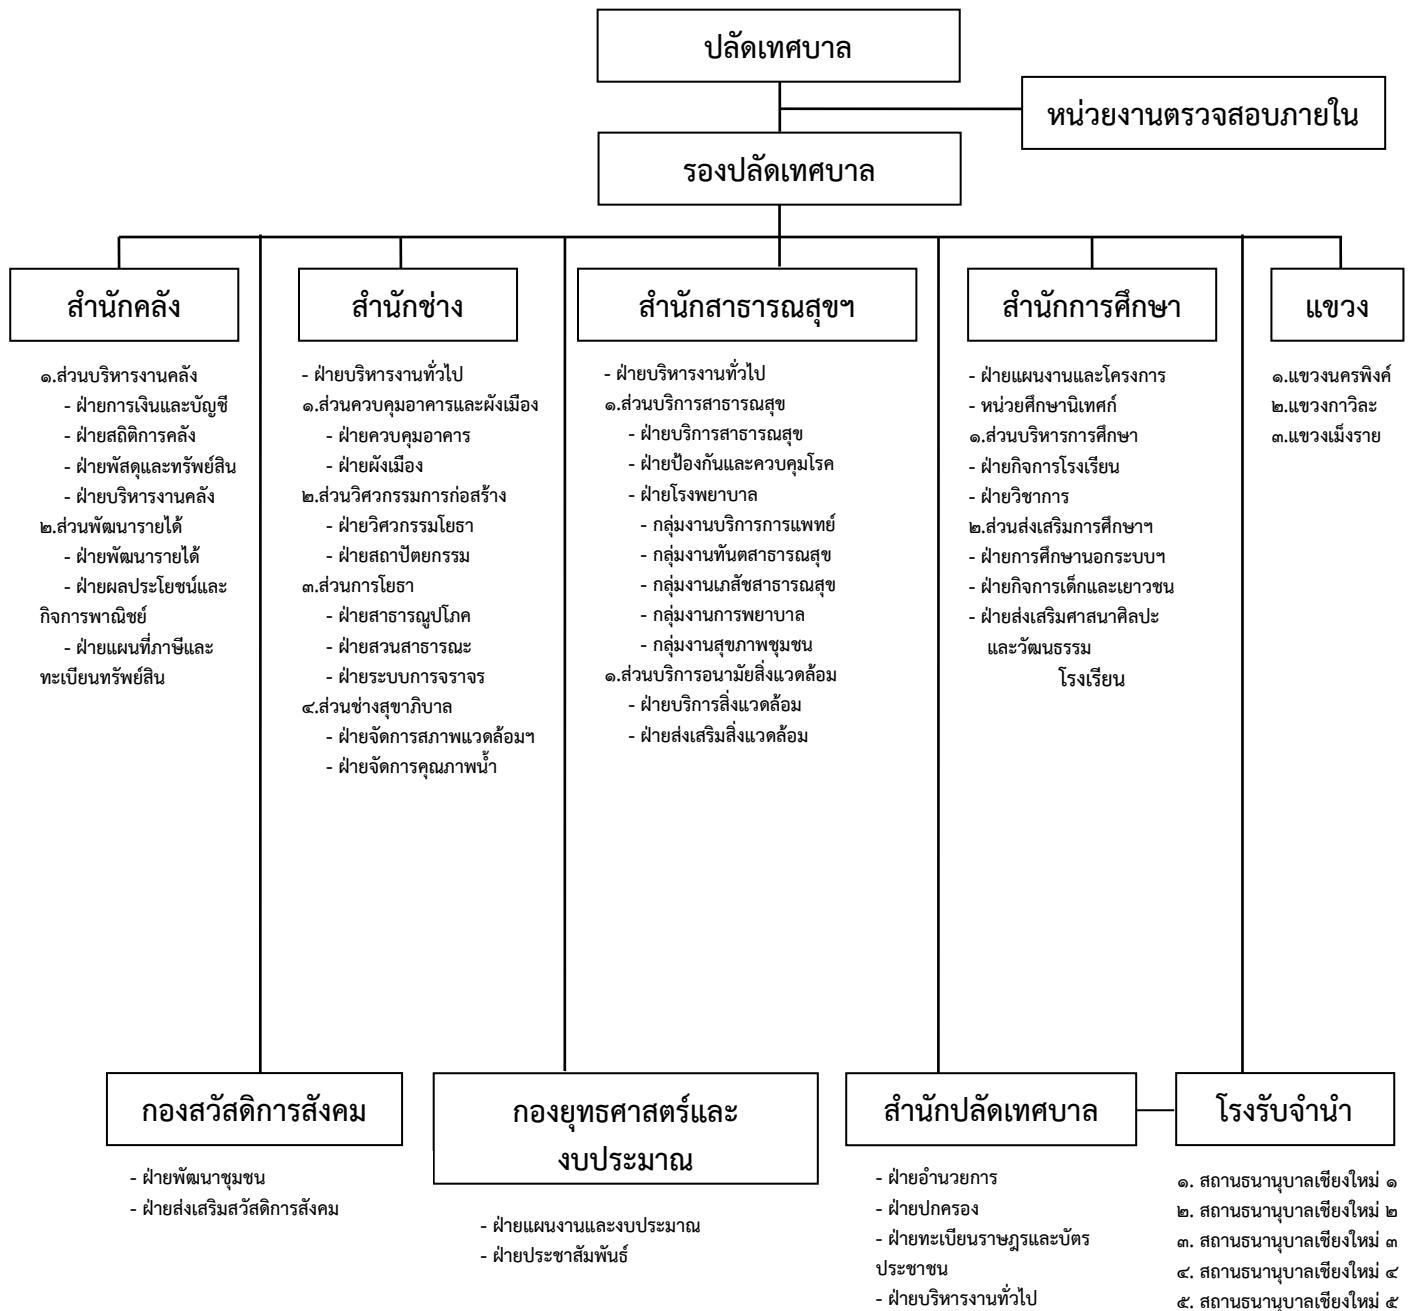 ปลัดเทศบาล
หน่วยงานตรวจสอบภายใน
รองปลัดเทศบาล
สำนักคลัง
๑.ส่วนบริหารงานคลัง
- ฝ่ายการเงินและบัญชี
- ฝ่ายสถิติการคลัง
- ฝ่ายพัสดุและทรัพย์สิน
- ฝ่ายบริหารงานคลัง
๒.ส่วนพัฒนารายได้
- ฝ่ายพัฒนารายได้
- ฝ่ายผลประโยชน์และ
กิจการพาณิชย์
- ฝ่ายแผนที่ภาษีและ
ทะเบียนทรัพย์สิน
สำนักช่าง
- ฝ่ายบริหารงานทั่วไป
๑.ส่วนควบคุมอาคารและผังเมือง
- ฝ่ายควบคุมอาคาร
- ฝ่ายผังเมือง
๒.ส่วนวิศวกรรมการก่อสร้าง
- ฝ่ายวิศวกรรมโยธา
- ฝ่ายสถาปัตยกรรม
๓.ส่วนการโยธา
- ฝ่ายสาธารณูปโภค
- ฝ่ายสวนสาธารณะ
- ฝ่ายระบบการจราจร
๔.ส่วนช่างสุขาภิบาล
- ฝ่ายจัดการสภาพแวดล้อมฯ
- ฝ่ายจัดการคุณภาพน้ำ
สำนักสาธารณสุขฯ
- ฝ่ายบริหารงานทั่วไป
๑.ส่วนบริการสาธารณสุข
- ฝ่ายบริการสาธารณสุข
- ฝ่ายป้องกันและควบคุมโรค
- ฝ่ายโรงพยาบาล
- กลุ่มงานบริการการแพทย์
- กลุ่มงานทันตสาธารณสุข
- กลุ่มงานเภสัชสาธารณสุข
- กลุ่มงานการพยาบาล
- กลุ่มงานสุขภาพชุมชน
๑.ส่วนบริการอนามัยสิ่งแวดล้อม
- ฝ่ายบริการสิ่งแวดล้อม
- ฝ่ายส่งเสริมสิ่งแวดล้อม
สำนักการศึกษา
- ฝ่ายแผนงานและโครงการ
- หน่วยศึกษานิเทศก์
๑.ส่วนบริหารการศึกษา
- ฝ่ายกิจการโรงเรียน
- ฝ่ายวิชาการ
๒.ส่วนส่งเสริมการศึกษาฯ
- ฝ่ายการศึกษานอกระบบฯ
- ฝ่ายกิจการเด็กและเยาวชน
- ฝ่ายส่งเสริมศาสนาศิลปะ
และวัฒนธรรม
โรงเรียน
แขวง
๑.แขวงนครพิงค์
๒.แขวงกาวิละ
๓.แขวงเม็งราย
กองสวัสดิการสังคม
- ฝ่ายพัฒนาชุมชน
- ฝ่ายส่งเสริมสวัสดิการสังคม
กองยุทธศาสตร์และ
งบประมาณ
- ฝ่ายแผนงานและงบประมาณ
- ฝ่ายประชาสัมพันธ์
สำนักปลัดเทศบาล
- ฝ่ายอำนวยการ
- ฝ่ายปกครอง
- ฝ่ายทะเบียนราษฎรและบัตร
ประชาชน
- ฝ่ายบริหารงานทั่วไป
โรงรับจำนำ
๑. สถานธนานุบาลเชียงใหม่ ๑
๒. สถานธนานุบาลเชียงใหม่ ๒
๓. สถานธนานุบาลเชียงใหม่ ๓
๔. สถานธนานุบาลเชียงใหม่ ๔
๕. สถานธนานุบาลเชียงใหม่ ๕